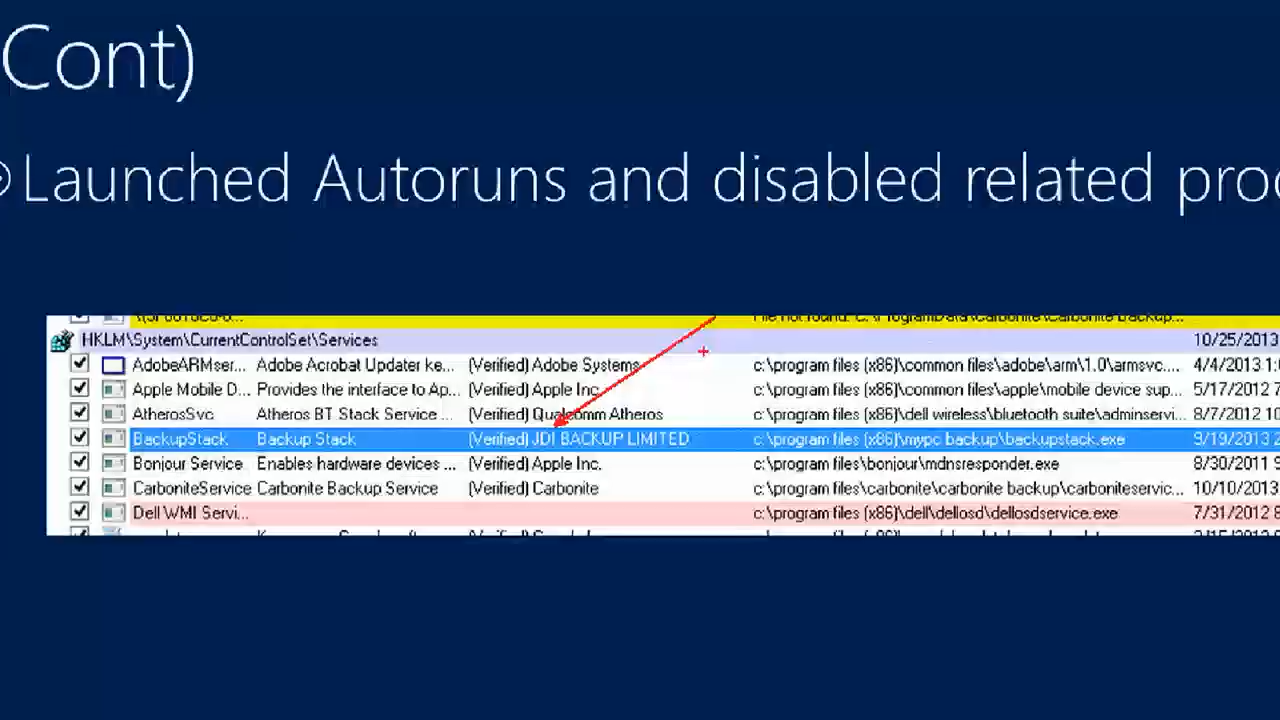 Cont)
Launched Autoruns and disabled related proc
HKLM\System\CurrentControlSet\Services 10/25/2013
AdobeARMser... Adobe Acrobat Updater ke... (Verified) Adobe Systems c:\program files (x86)\common files\adobe\arm\1.0\armsvc.... 4/4/2013 1:0
Apple Mobile D... Provides the interface to Ap... (Verified) Apple Inc. c:\program files (x86)\common files\apple\mobile device sup... 5/17/2012 7
AtherosSvc Atheros BT Stack Service ... (Verified) Qualcomm Atheros c:\program files (x86)\dell wireless\bluetooth suite\adminservi... 8/7/2012 10
BackupStack Backup Stack (Verified) JDI BACKUP LIMITED c:\program files (x86)\mypc backup\backupstack.exe 9/19/2013 2
Bonjour Service Enables hardware devices ... (Verified) Apple Inc. c:\program files\bonjour\mdnsresponder.exe 8/30/2011 9
CarboniteService Carbonite Backup Service (Verified) Carbonite c:\program files\carbonite\carbonite backup\carboniteservic... 10/10/2013
Dell WMI Servi... c:\program files (x86)\dell\dellosd\dellosdservice.exe 7/31/2012 8